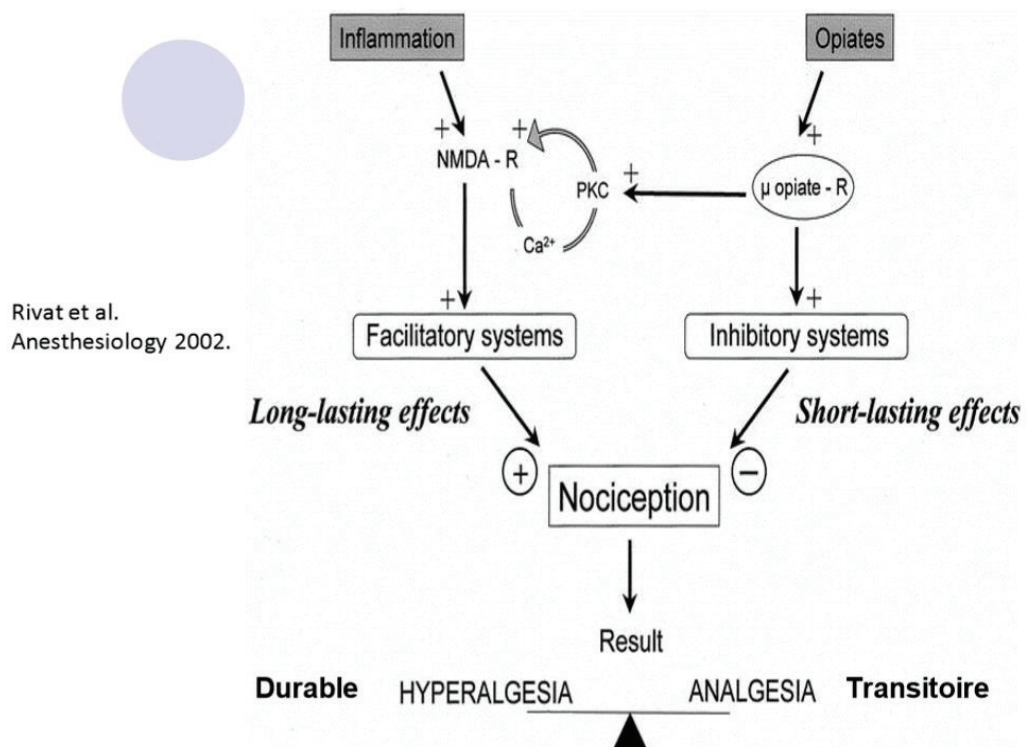 Inflammation
Opiates
+
+
+
NMDA - R
PKC
+
μ opiate - R
Ca²⁺
+
+
Rivat et al.
Anesthesiology 2002.
Facilitatory systems
Inhibitory systems
Long-lasting effects
Short-lasting effects
+
−
Nociception
Result
Durable HYPERALGESIA ANALGESIA Transitoire